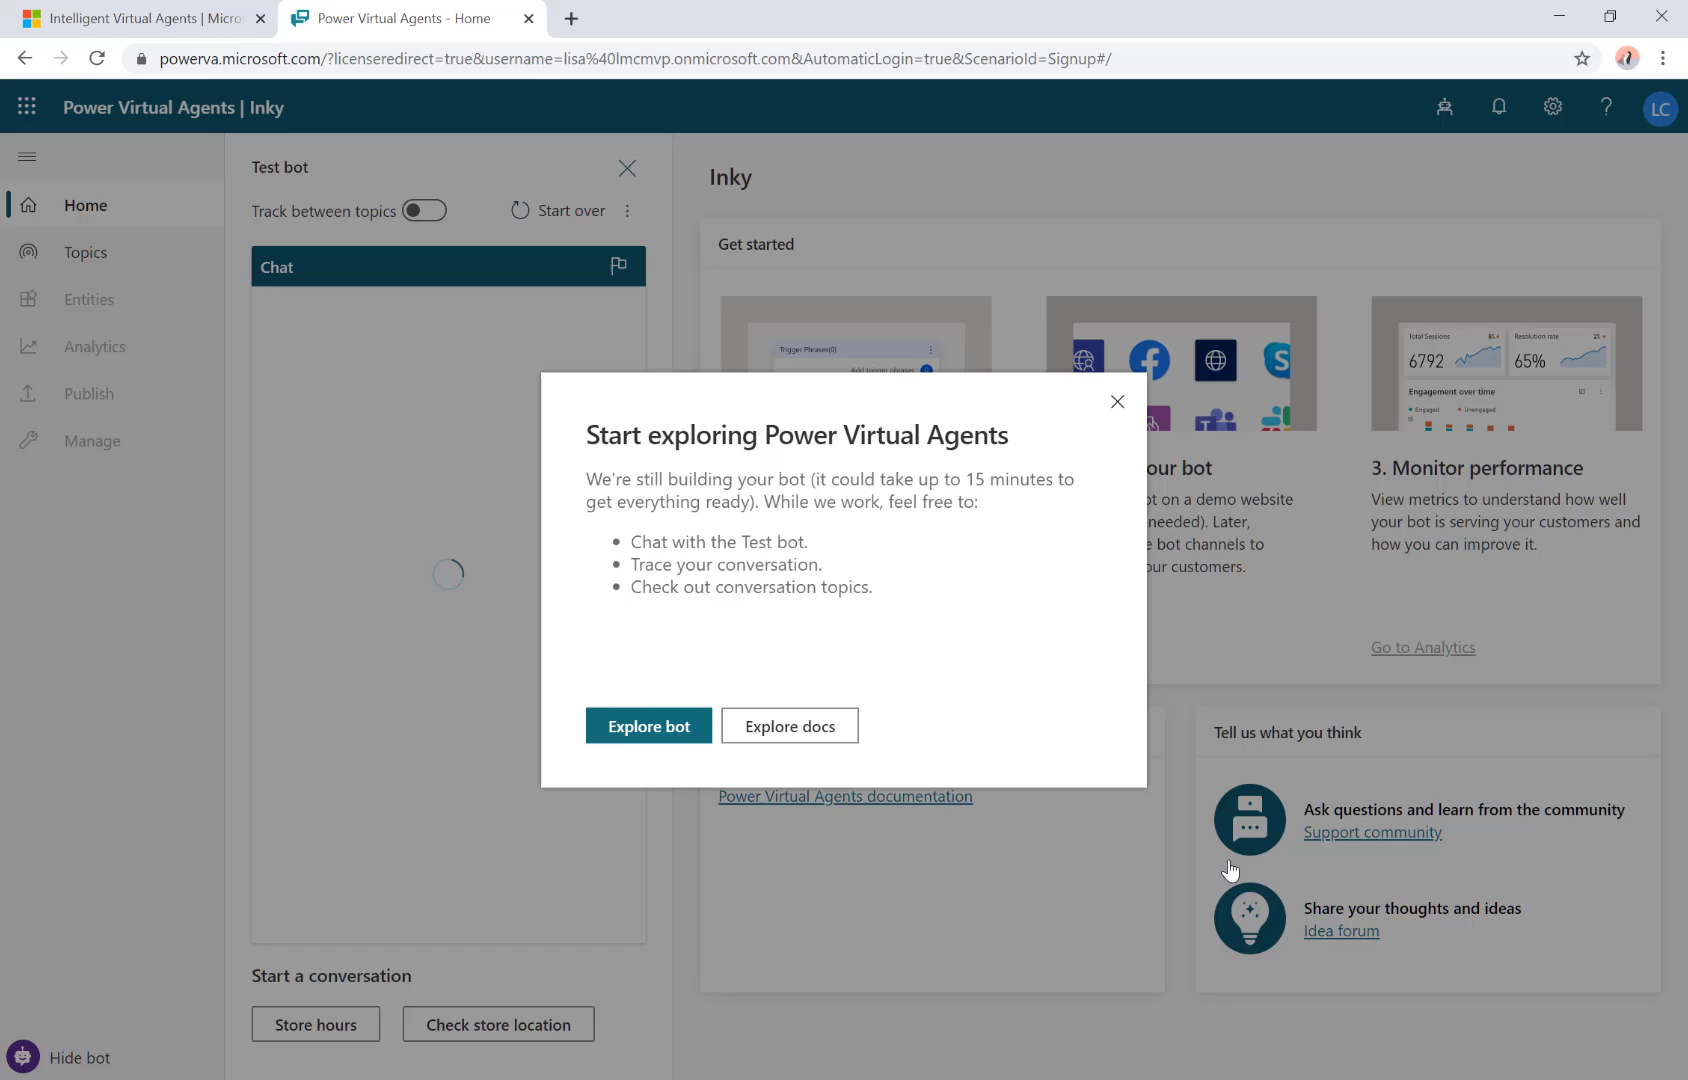 Intelligent Virtual Agents | Micro
Power Virtual Agents - Home
powerva.microsoft.com/?licenseredirect=true&username=lisa%40lmcmvp.onmicrosoft.com&AutomaticLogin=true&ScenarioId=Signup#/
Power Virtual Agents | Inky
LC
Home
Topics
Entities
Analytics
Publish
Manage
Hide bot
Test bot
Track between topics
Start over
Chat
Start a conversation
Store hours
Check store location
Inky
Get started
Trigger Phrases(0)
Add trigger phrases
our bot
ot on a demo website
needed). Later,
e bot channels to
our customers.
Total Sessions
6792
Resolution rate
65%
Engagement over time
Engaged
Unengaged
3. Monitor performance
View metrics to understand how well
your bot is serving your customers and
how you can improve it.
Go to Analytics
Start exploring Power Virtual Agents
We're still building your bot (it could take up to 15 minutes to
get everything ready). While we work, feel free to:
• Chat with the Test bot.
• Trace your conversation.
• Check out conversation topics.
Explore bot
Explore docs
Power Virtual Agents documentation
Tell us what you think
Ask questions and learn from the community
Support community
Share your thoughts and ideas
Idea forum